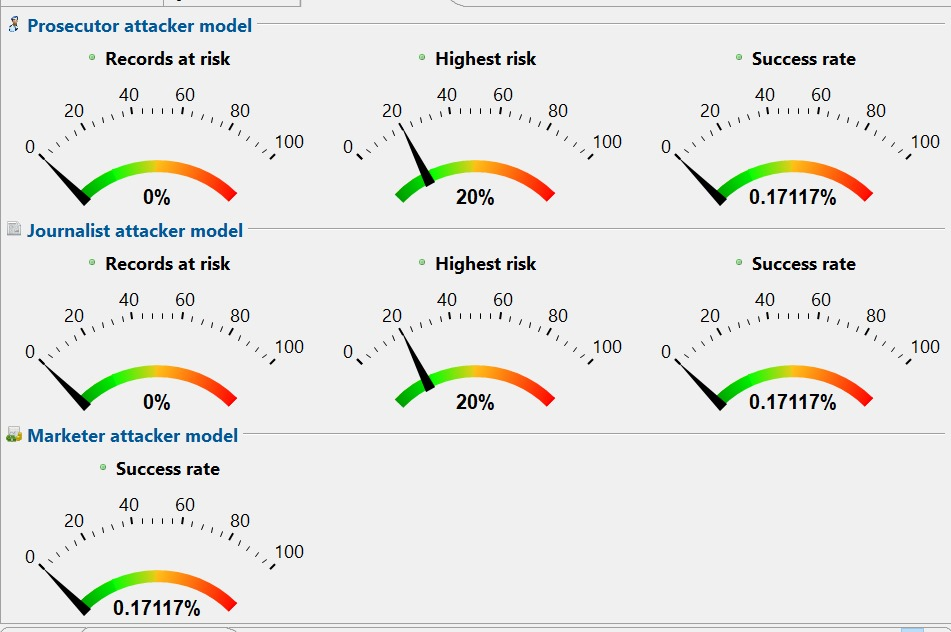 Prosecutor attacker model
Records at risk Highest risk Success rate
0 20 40 60 80 100 0 20 40 60 80 100 0 20 40 60 80 100
0% 20% 0.17117%
Journalist attacker model
Records at risk Highest risk Success rate
0 20 40 60 80 100 0 20 40 60 80 100 0 20 40 60 80 100
0% 20% 0.17117%
Marketer attacker model
Success rate
0 20 40 60 80 100
0.17117%